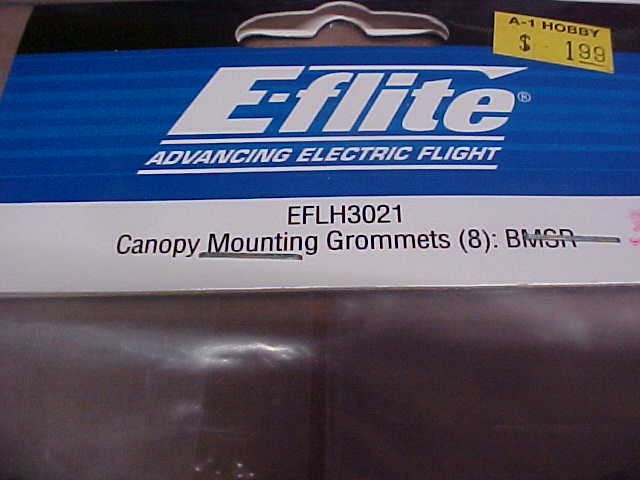 A-1 HOBBY
$ 1.99
E-flite®
ADVANCING ELECTRIC FLIGHT
EFLH3021
Canopy Mounting Grommets (8): BMSR